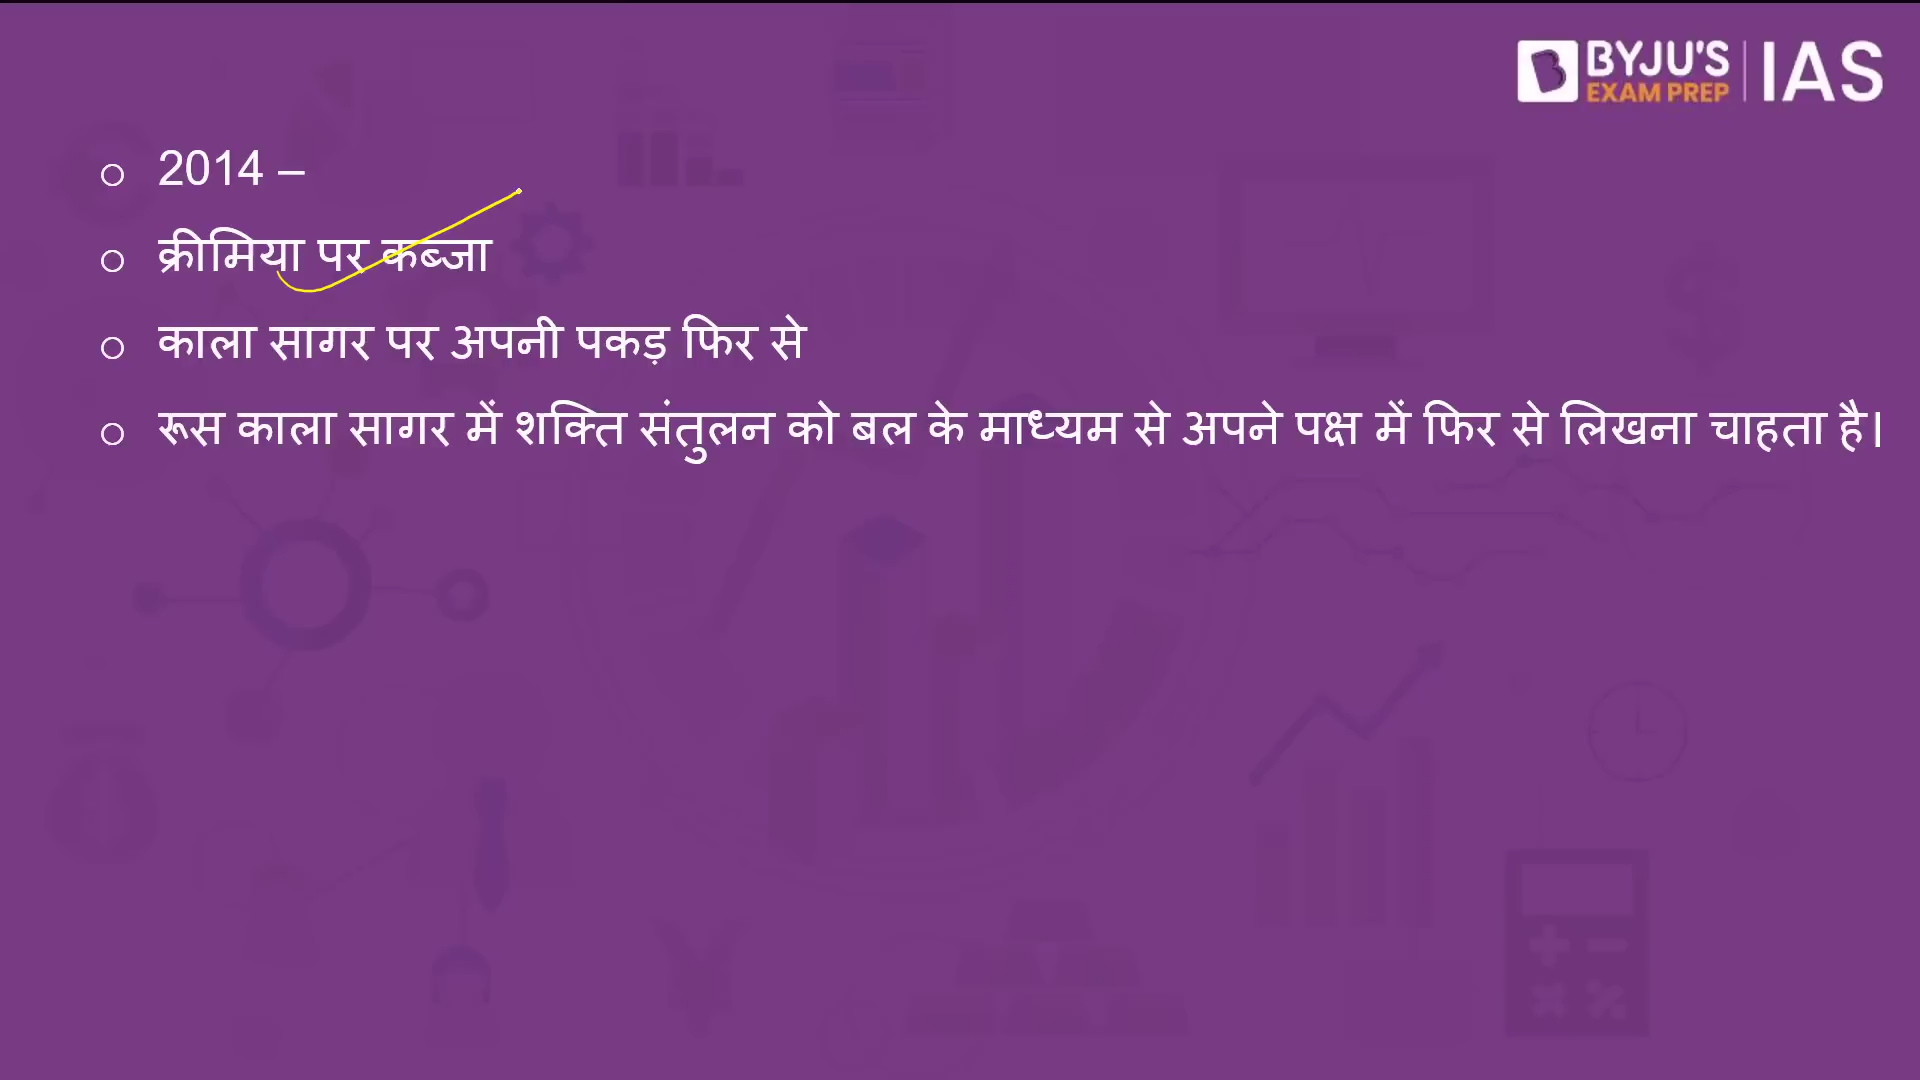 BYJU'S
EXAM PREP
IAS
2014 –
क्रीमिया पर कब्जा
काला सागर पर अपनी पकड़ फिर से
रूस काला सागर में शक्ति संतुलन को बल के माध्यम से अपने पक्ष में फिर से लिखना चाहता है।